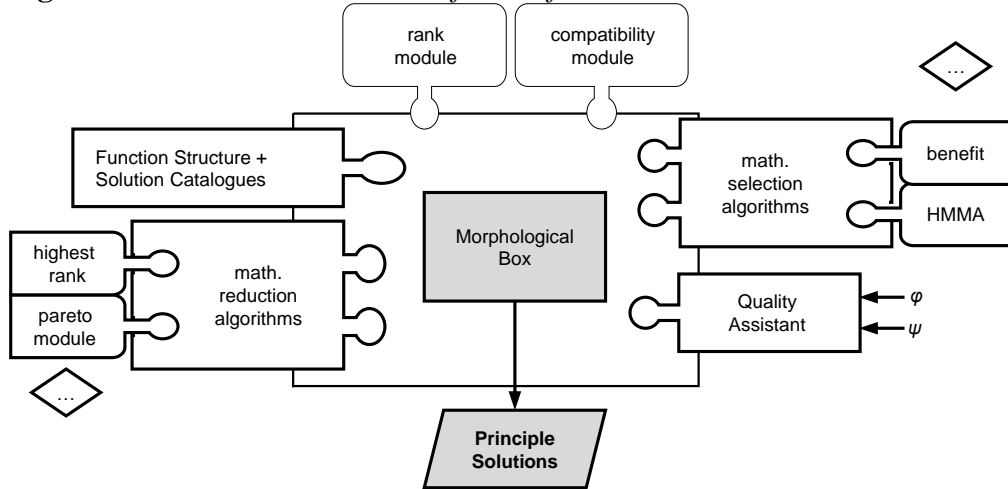 rank
module
compatibility
module
...
Function Structure +
Solution Catalogues
math.
selection
algorithms
benefit
HMMA
Morphological
Box
highest
rank
pareto
module
math.
reduction
algorithms
Quality
Assistant
φ
ψ
...
Principle
Solutions